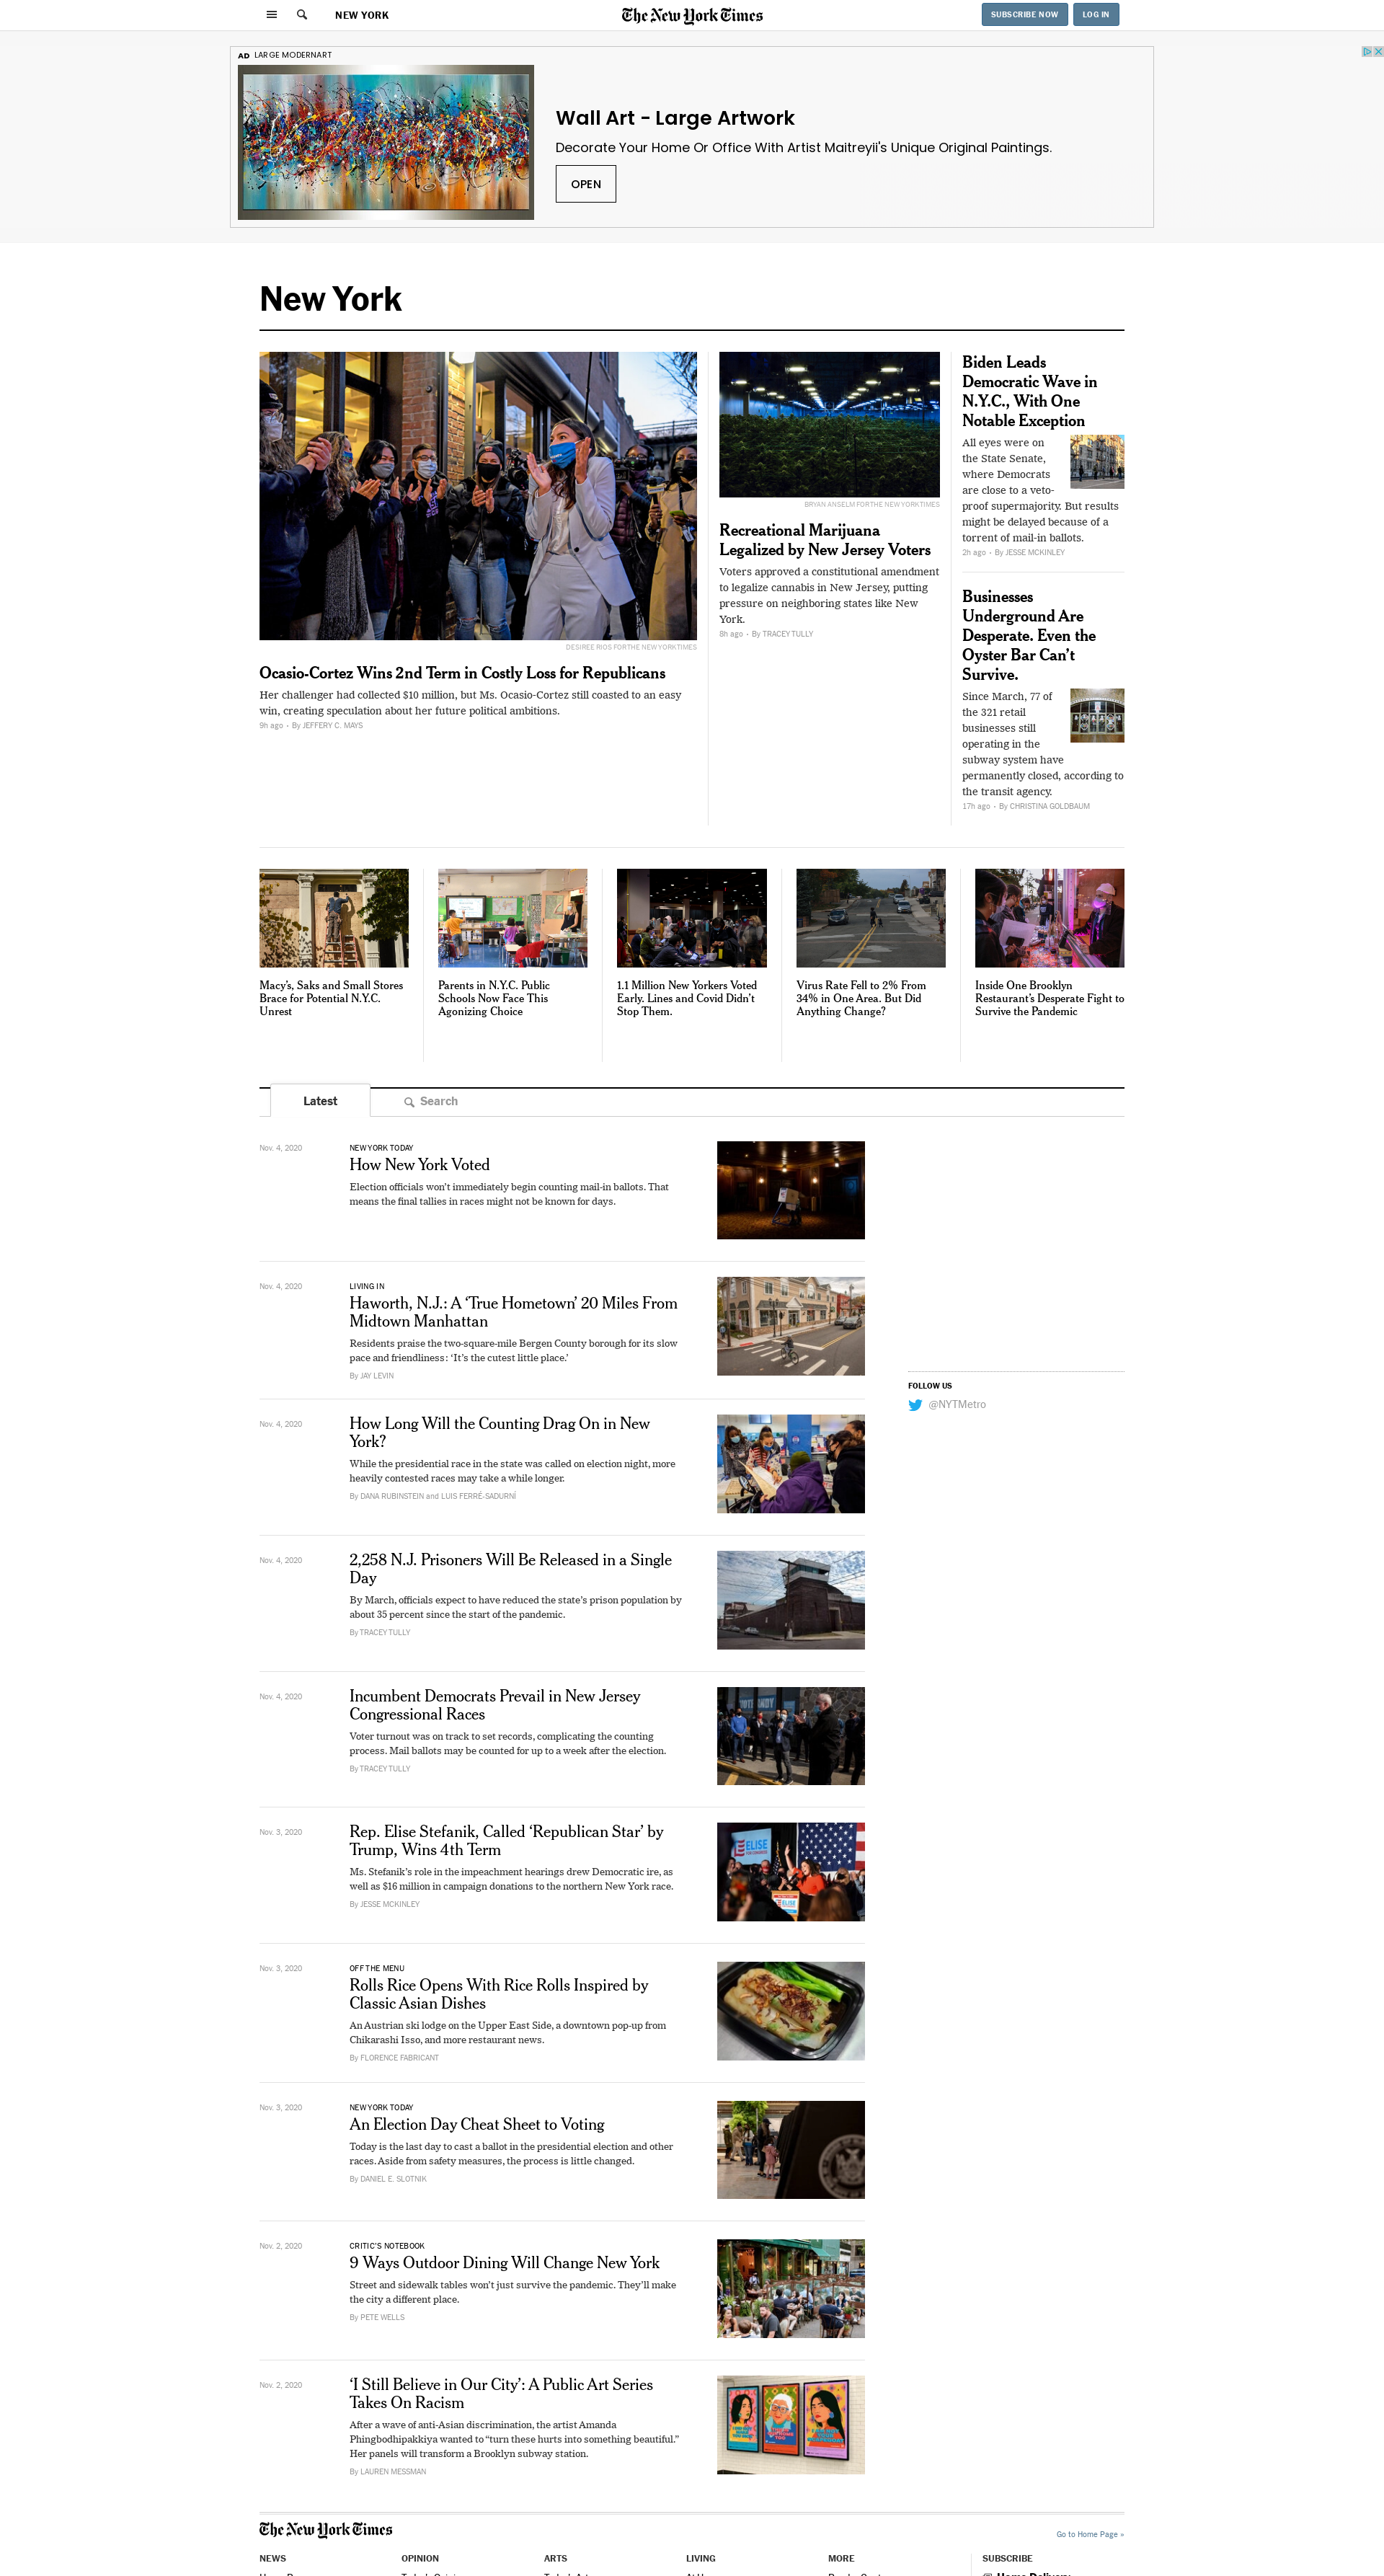 NEW YORK
The New York Times
SUBSCRIBE NOW
LOG IN
AD LARGE MODERNART
Wall Art - Large Artwork
Decorate Your Home Or Office With Artist Maitreyii's Unique Original Paintings.
OPEN
New York
DESIREE RIOS FOR THE NEW YORK TIMES
Ocasio-Cortez Wins 2nd Term in Costly Loss for Republicans
Her challenger had collected $10 million, but Ms. Ocasio-Cortez still coasted to an easy
win, creating speculation about her future political ambitions.
9h ago • By JEFFERY C. MAYS
BRYAN ANSELM FOR THE NEW YORK TIMES
Recreational Marijuana
Legalized by New Jersey Voters
Voters approved a constitutional amendment
to legalize cannabis in New Jersey, putting
pressure on neighboring states like New
York.
8h ago • By TRACEY TULLY
Biden Leads
Democratic Wave in
N.Y.C., With One
Notable Exception
All eyes were on
the State Senate,
where Democrats
are close to a veto-
proof supermajority. But results
might be delayed because of a
torrent of mail-in ballots.
2h ago • By JESSE MCKINLEY
Businesses
Underground Are
Desperate. Even the
Oyster Bar Can’t
Survive.
Since March, 77 of
the 321 retail
businesses still
operating in the
subway system have
permanently closed, according to
the transit agency.
17h ago • By CHRISTINA GOLDBAUM
Macy’s, Saks and Small Stores
Brace for Potential N.Y.C.
Unrest
Parents in N.Y.C. Public
Schools Now Face This
Agonizing Choice
1.1 Million New Yorkers Voted
Early. Lines and Covid Didn’t
Stop Them.
Virus Rate Fell to 2% From
34% in One Area. But Did
Anything Change?
Inside One Brooklyn
Restaurant’s Desperate Fight to
Survive the Pandemic
Latest
Search
Nov. 4, 2020
NEW YORK TODAY
How New York Voted
Election officials won’t immediately begin counting mail-in ballots. That
means the final tallies in races might not be known for days.
Nov. 4, 2020
LIVING IN
Haworth, N.J.: A ‘True Hometown’ 20 Miles From
Midtown Manhattan
Residents praise the two-square-mile Bergen County borough for its slow
pace and friendliness: ‘It’s the cutest little place.’
By JAY LEVIN
FOLLOW US
@NYTMetro
Nov. 4, 2020
How Long Will the Counting Drag On in New
York?
While the presidential race in the state was called on election night, more
heavily contested races may take a while longer.
By DANA RUBINSTEIN and LUIS FERRÉ-SADURNÍ
Nov. 4, 2020
2,258 N.J. Prisoners Will Be Released in a Single
Day
By March, officials expect to have reduced the state’s prison population by
about 35 percent since the start of the pandemic.
By TRACEY TULLY
Nov. 4, 2020
Incumbent Democrats Prevail in New Jersey
Congressional Races
Voter turnout was on track to set records, complicating the counting
process. Mail ballots may be counted for up to a week after the election.
By TRACEY TULLY
Nov. 3, 2020
Rep. Elise Stefanik, Called ‘Republican Star’ by
Trump, Wins 4th Term
Ms. Stefanik’s role in the impeachment hearings drew Democratic ire, as
well as $16 million in campaign donations to the northern New York race.
By JESSE MCKINLEY
ELISE
ELISE
Nov. 3, 2020
OFF THE MENU
Rolls Rice Opens With Rice Rolls Inspired by
Classic Asian Dishes
An Austrian ski lodge on the Upper East Side, a downtown pop-up from
Chikarashi Isso, and more restaurant news.
By FLORENCE FABRICANT
Nov. 3, 2020
NEW YORK TODAY
An Election Day Cheat Sheet to Voting
Today is the last day to cast a ballot in the presidential election and other
races. Aside from safety measures, the process is little changed.
By DANIEL E. SLOTNIK
Nov. 2, 2020
CRITIC’S NOTEBOOK
9 Ways Outdoor Dining Will Change New York
Street and sidewalk tables won’t just survive the pandemic. They’ll make
the city a different place.
By PETE WELLS
Nov. 2, 2020
‘I Still Believe in Our City’: A Public Art Series
Takes On Racism
After a wave of anti-Asian discrimination, the artist Amanda
Phingbodhipakkiya wanted to “turn these hurts into something beautiful.”
Her panels will transform a Brooklyn subway station.
By LAUREN MESSMAN
The New York Times
Go to Home Page »
NEWS
OPINION
ARTS
LIVING
MORE
SUBSCRIBE